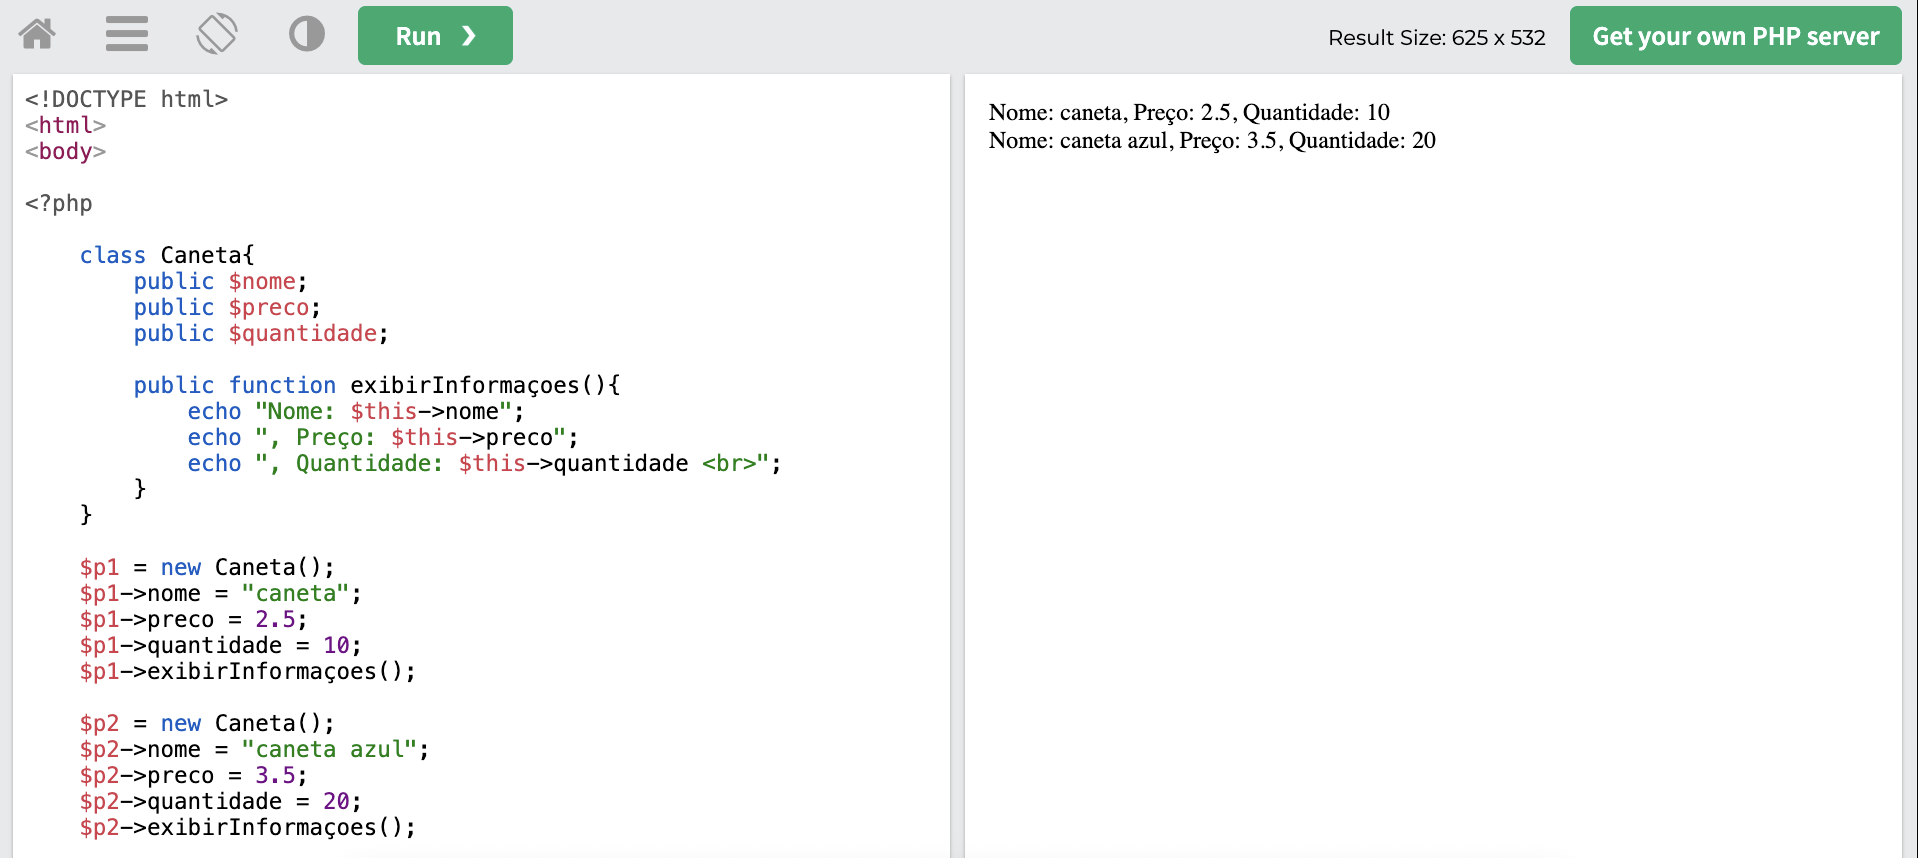 Run ❯
Result Size: 625 x 532
Get your own PHP server
<!DOCTYPE html>
<html>
<body>
<?php
class Caneta{
public $nome;
public $preco;
public $quantidade;
public function exibirInformaçoes(){
echo "Nome: $this->nome";
echo ", Preço: $this->preco";
echo ", Quantidade: $this->quantidade <br>";
}
}
$p1 = new Caneta();
$p1->nome = "caneta";
$p1->preco = 2.5;
$p1->quantidade = 10;
$p1->exibirInformaçoes();
$p2 = new Caneta();
$p2->nome = "caneta azul";
$p2->preco = 3.5;
$p2->quantidade = 20;
$p2->exibirInformaçoes();
Nome: caneta, Preço: 2.5, Quantidade: 10
Nome: caneta azul, Preço: 3.5, Quantidade: 20